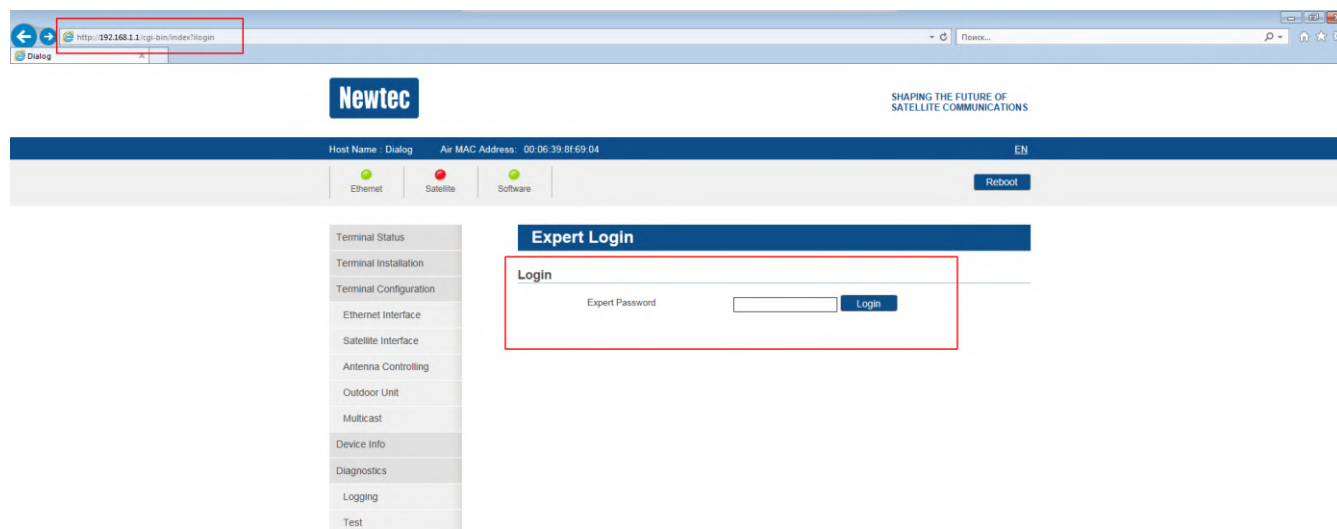 http://192.168.1.1/cgi-bin/index?ilogin
Поиск...
Dialog
Newtec
SHAPING THE FUTURE OF
SATELLITE COMMUNICATIONS
Host Name : Dialog Air MAC Address: 00:06:39:8f:69:04 EN
Ethernet Satellite Software Reboot
Terminal Status
Expert Login
Terminal Installation
Login
Terminal Configuration
Expert Password Login
Ethernet Interface
Satellite Interface
Antenna Controlling
Outdoor Unit
Multicast
Device Info
Diagnostics
Logging
Test